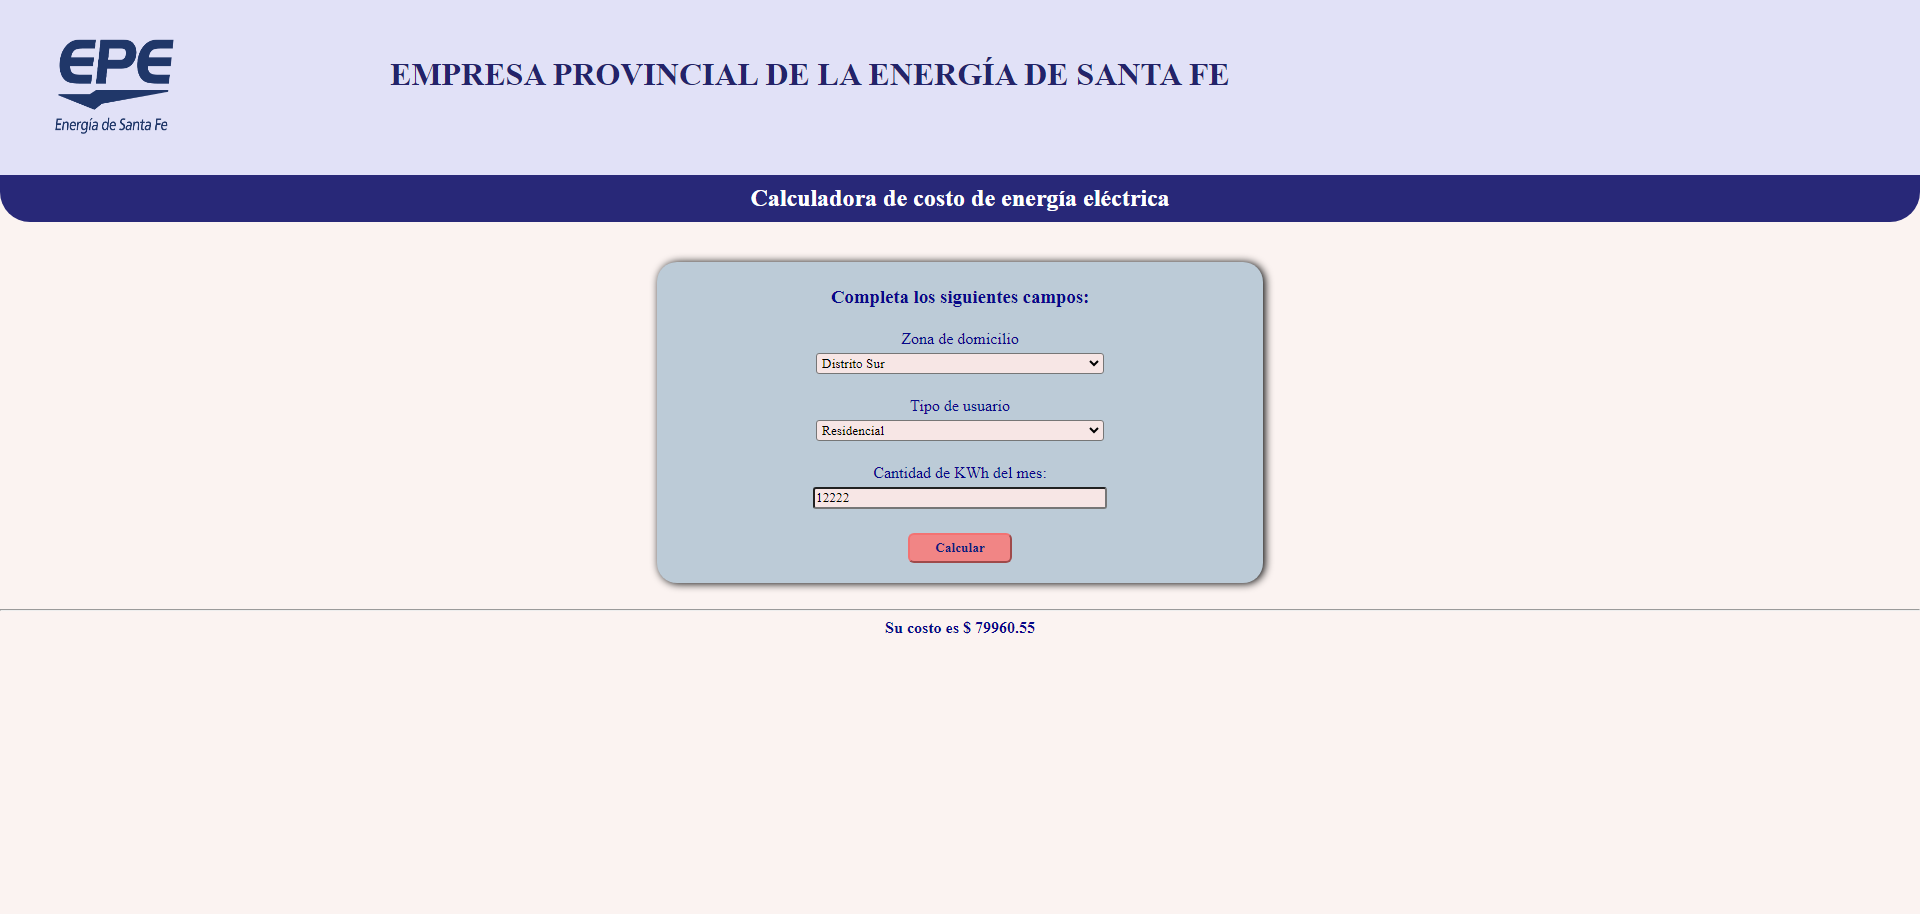 EPE
Energía de Santa Fe
EMPRESA PROVINCIAL DE LA ENERGÍA DE SANTA FE
Calculadora de costo de energía eléctrica
Completa los siguientes campos:
Zona de domicilio
Distrito Sur
Tipo de usuario
Residencial
Cantidad de KWh del mes:
12222
Calcular
Su costo es $ 79960.55